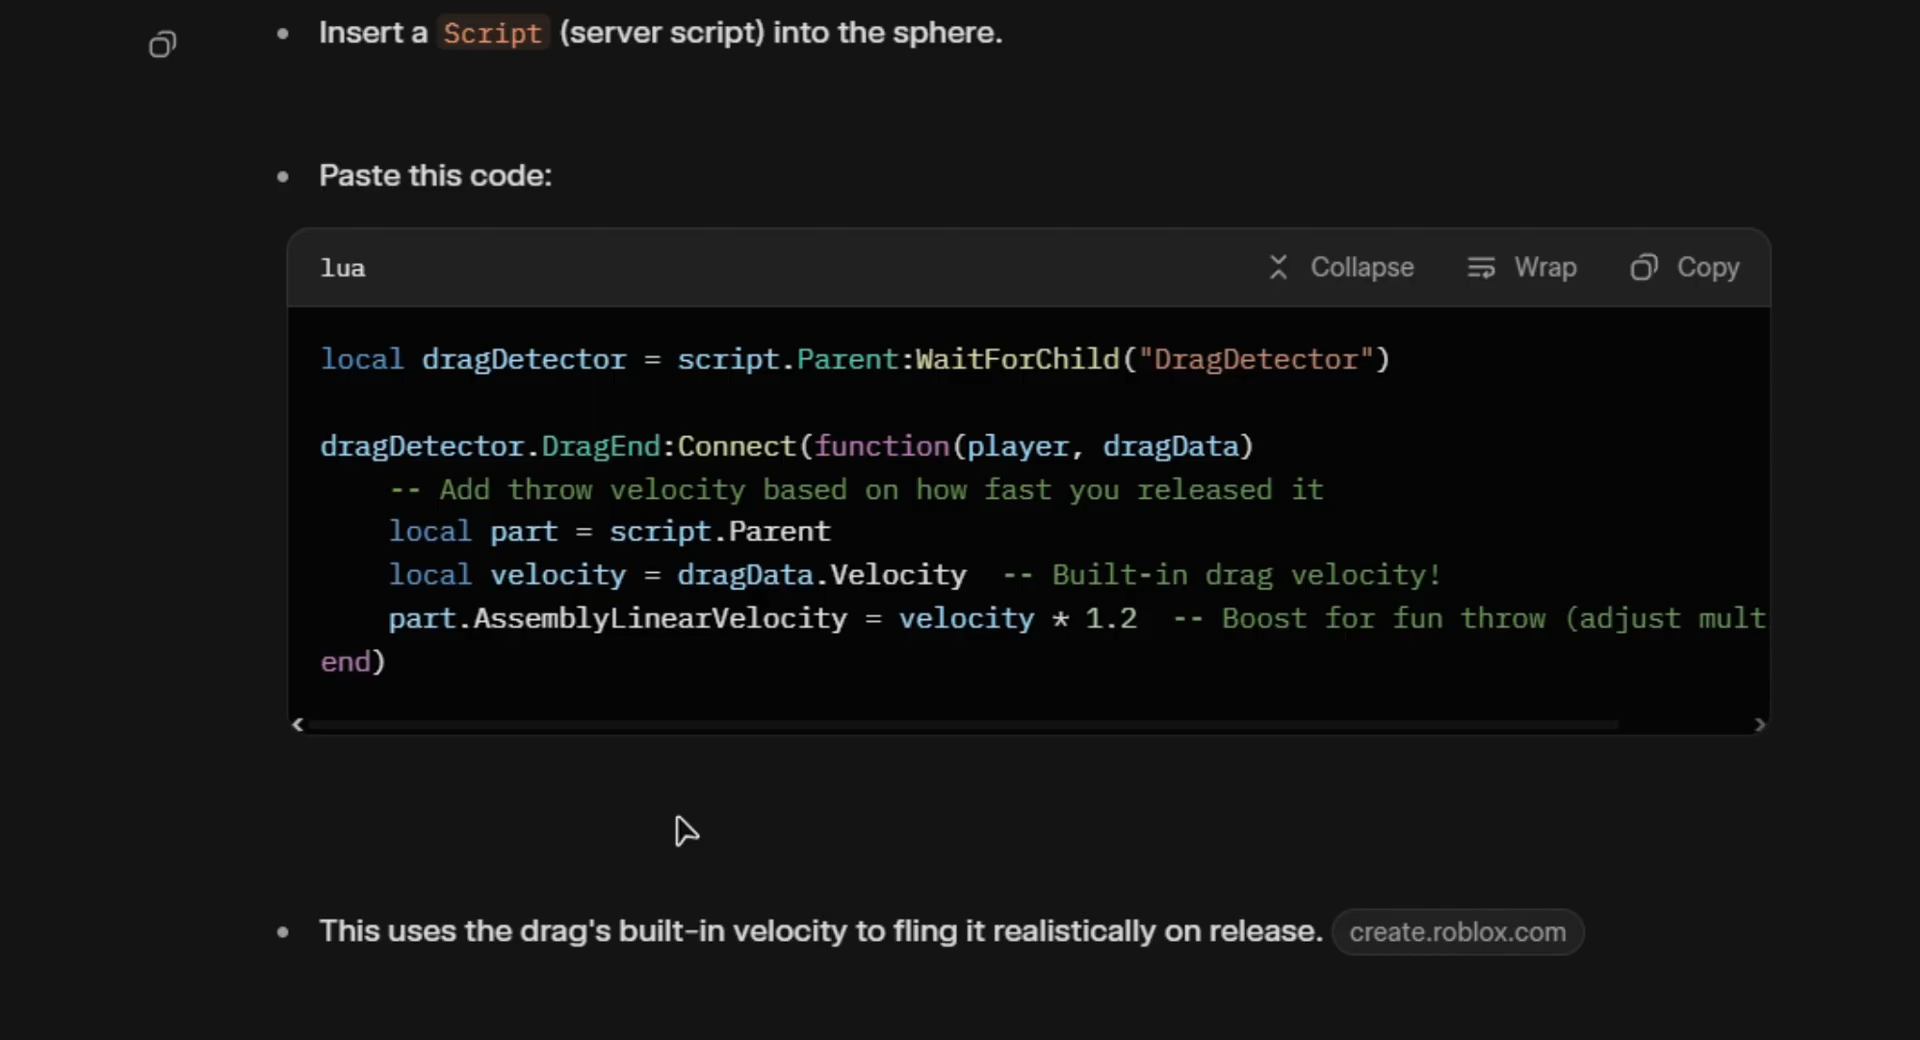 • Insert a Script (server script) into the sphere.
• Paste this code:
lua Collapse Wrap Copy
local dragDetector = script.Parent:WaitForChild("DragDetector")
dragDetector.DragEnd:Connect(function(player, dragData)
    -- Add throw velocity based on how fast you released it
    local part = script.Parent
    local velocity = dragData.Velocity  -- Built-in drag velocity!
    part.AssemblyLinearVelocity = velocity * 1.2  -- Boost for fun throw (adjust mult
end)
• This uses the drag's built-in velocity to fling it realistically on release. create.roblox.com